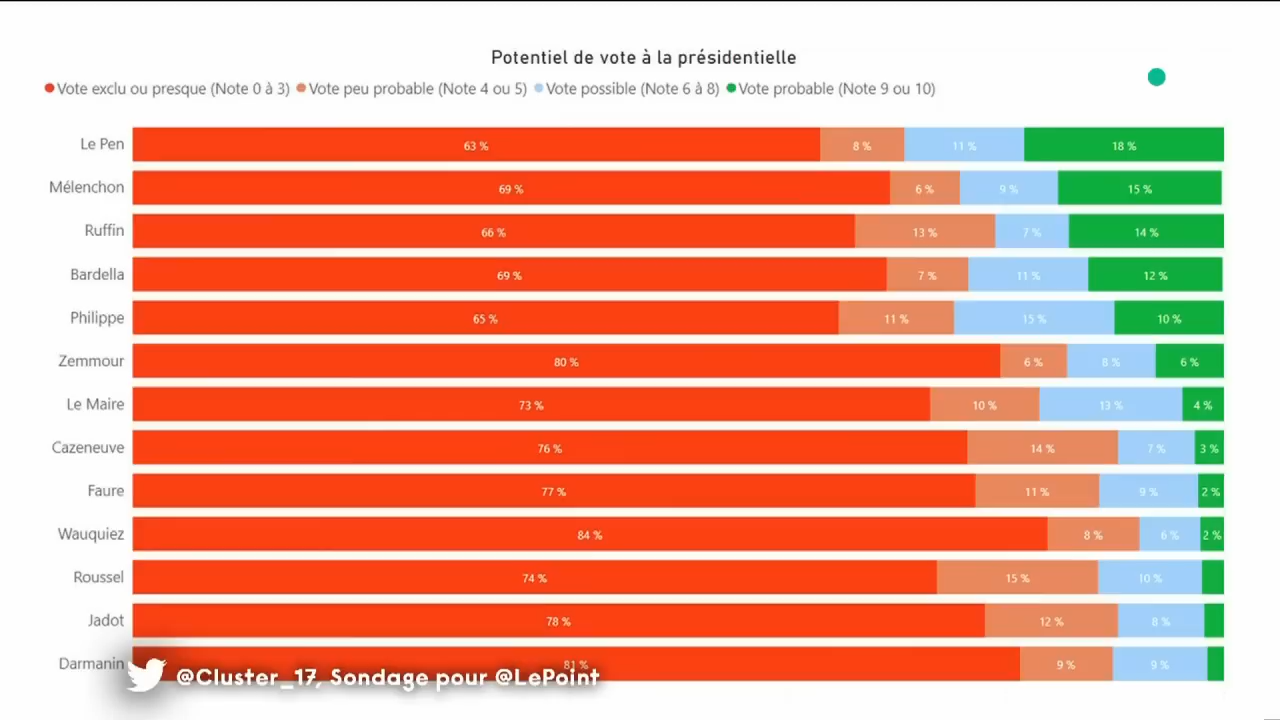 Potentiel de vote à la présidentielle
Vote exclu ou presque (Note 0 à 3) Vote peu probable (Note 4 ou 5) Vote possible (Note 6 à 8) Vote probable (Note 9 ou 10)
Le Pen 63 % 8 % 11 % 18 %
Mélenchon 69 % 6 % 9 % 15 %
Ruffin 66 % 13 % 7 % 14 %
Bardella 69 % 7 % 11 % 12 %
Philippe 65 % 11 % 15 % 10 %
Zemmour 80 % 6 % 8 % 6 %
Le Maire 73 % 10 % 13 % 4 %
Cazeneuve 76 % 14 % 7 % 3 %
Faure 77 % 11 % 9 % 2 %
Wauquiez 84 % 8 % 6 % 2 %
Roussel 74 % 15 % 10 %
Jadot 78 % 12 % 8 %
Darmanin 81 % 9 % 9 %
@Cluster_17, Sondage pour @LePoint